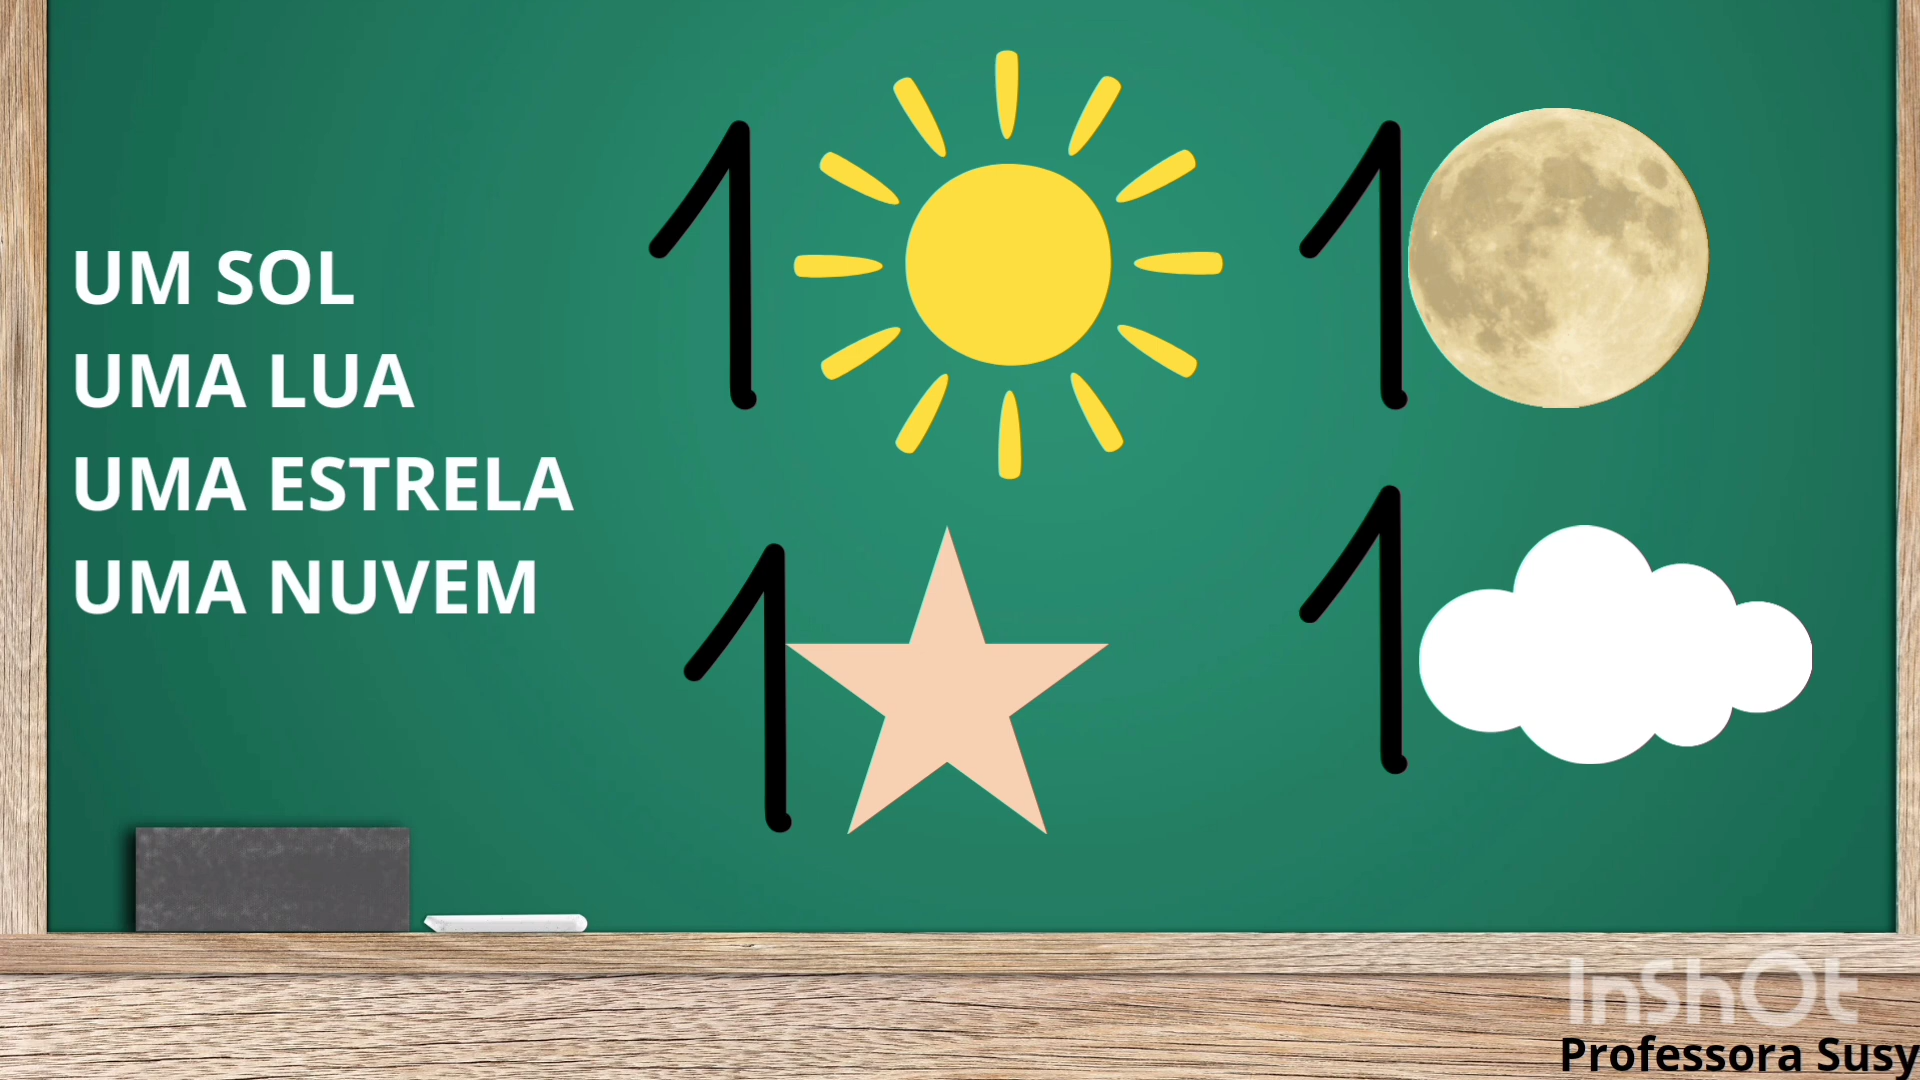 UM SOL
UMA LUA
UMA ESTRELA
UMA NUVEM
1
1
1
1
InShOt
Professora Susy